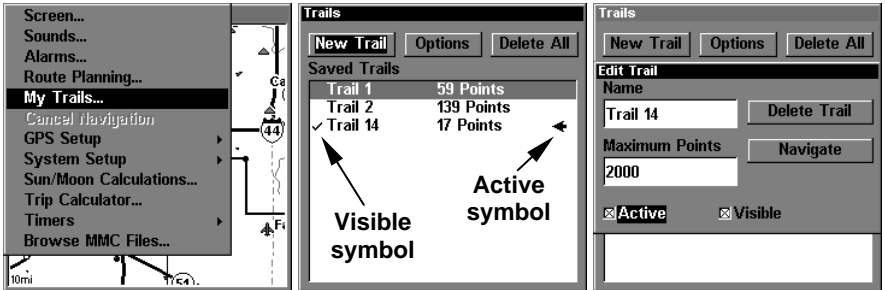 Screen...
Sounds...
Alarms...
Route Planning...
My Trails...
Cancel Navigation
GPS Setup
System Setup
Sun/Moon Calculations...
Trip Calculator...
Timers
Browse MMC Files...
Ca
44
Fa
10mi
51
Trails
New Trail Options Delete All
Saved Trails
Trail 1 59 Points
Trail 2 139 Points
Trail 14 17 Points
Visible
symbol
Active
symbol
Trails
New Trail Options Delete All
Edit Trail
Name
Trail 14 Delete Trail
Maximum Points Navigate
2000
Active Visible